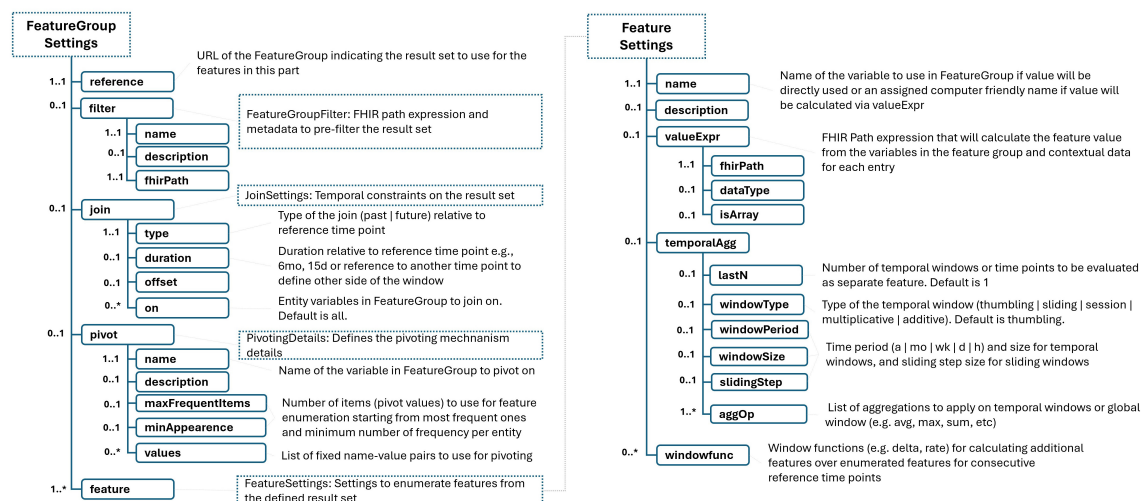 FeatureGroup
Settings
URL of the FeatureGroup indicating the result set to use for the
features in this part
1..1 reference
0..1 filter
FeatureGroupFilter: FHIR path expression and
metadata to pre-filter the result set
1..1 name
0..1 description
1..1 fhirPath
JoinSettings: Temporal constraints on the result set
0..1 join
Type of the join (past | future) relative to
reference time point
1..1 type
0..1 duration
Duration relative to reference time point e.g.,
6mo, 15d or reference to another time point to
define other side of the window
0..1 offset
0..* on
Entity variables in FeatureGroup to join on.
Default is all.
0..1 pivot
PivotingDetails: Defines the pivoting mechnanism
details
1..1 name
Name of the variable in FeatureGroup to pivot on
0..1 description
0..1 maxFrequentItems
Number of items (pivot values) to use for feature
enumeration starting from most frequent ones
and minimum number of frequency per entity
0..1 minAppearence
0..* values
List of fixed name-value pairs to use for pivoting
1..* feature
FeatureSettings: Settings to enumerate features from
the defined result set
Feature
Settings
1..1 name
Name of the variable to use in FeatureGroup if value will be
directly used or an assigned computer friendly name if value will
be calculated via valueExpr
0..1 description
0..1 valueExpr
FHIR Path expression that will calculate the feature value
from the variables in the feature group and contextual data
for each entry
1..1 fhirPath
0..1 dataType
0..1 isArray
0..1 temporalAgg
0..1 lastN
Number of temporal windows or time points to be evaluated
as separate feature. Default is 1
0..1 windowType
Type of the temporal window (thumbling | sliding | session |
multiplicative | additive). Default is thumbling.
0..1 windowPeriod
0..1 windowSize
Time period (a | mo | wk | d | h) and size for temporal
windows, and sliding step size for sliding windows
0..1 slidingStep
1..* aggOp
List of aggregations to apply on temporal windows or global
window (e.g. avg, max, sum, etc)
0..* windowfunc
Window functions (e.g. delta, rate) for calculating additional
features over enumerated features for consecutive
reference time points